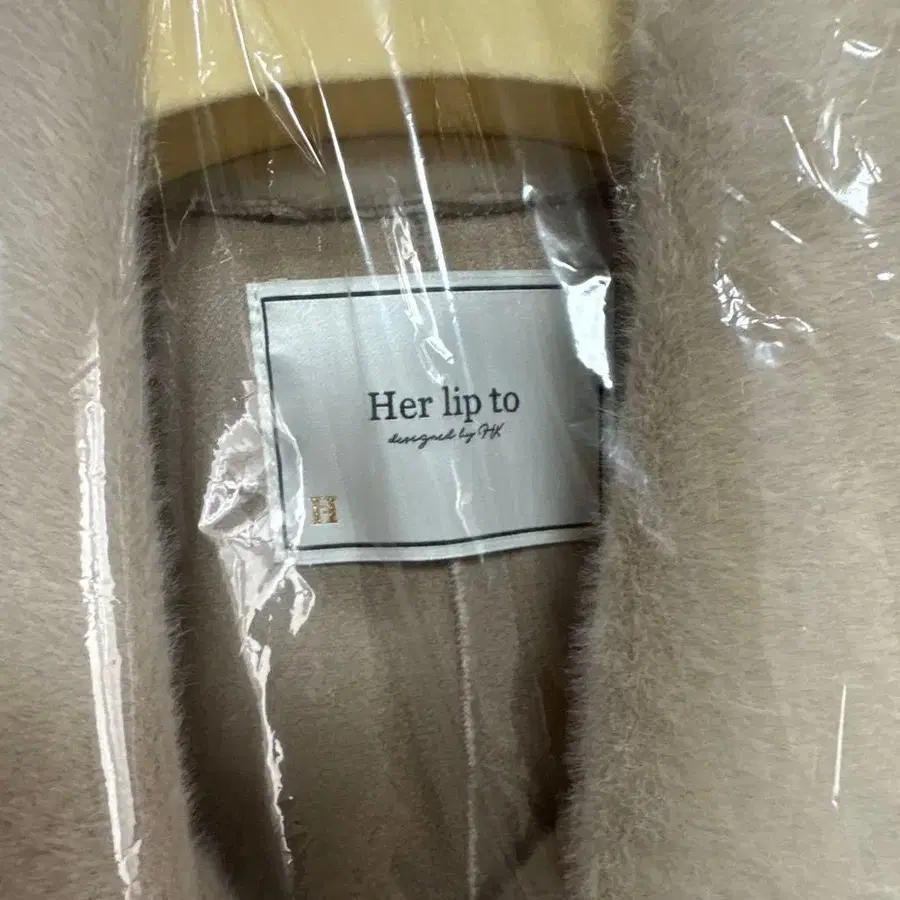 Her lip to
designed by HK
H